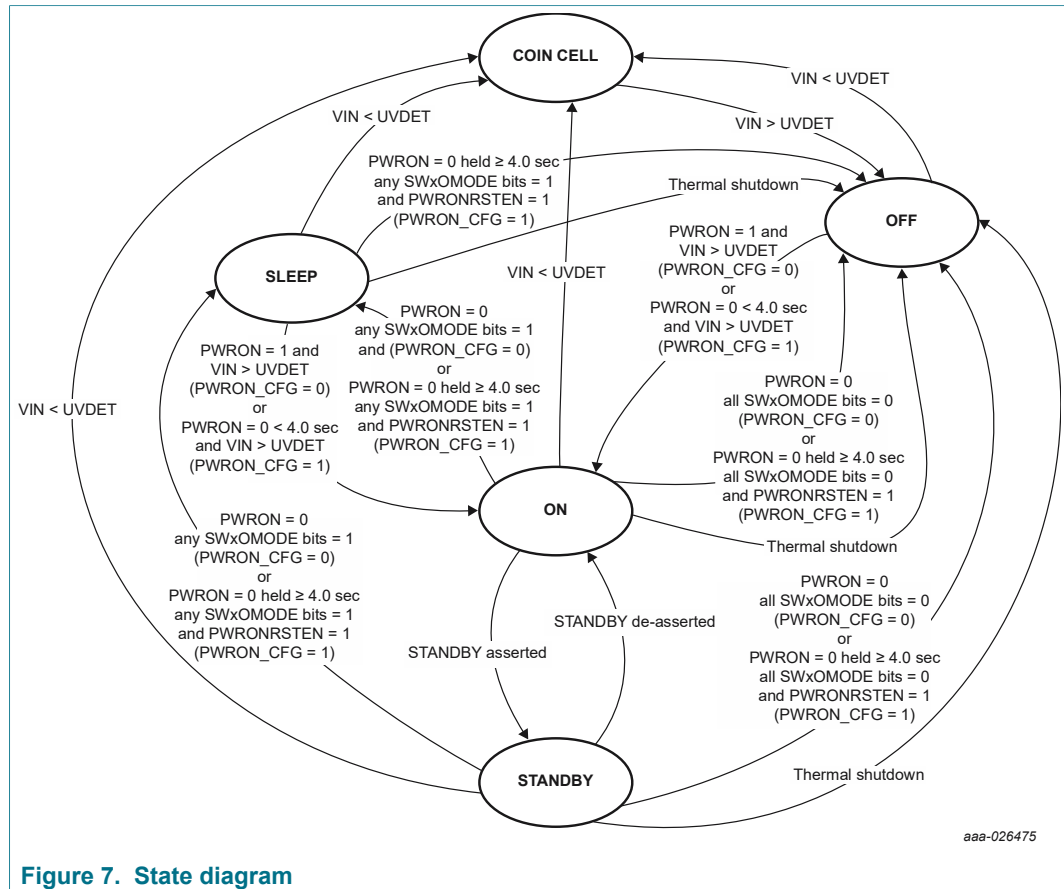 COIN CELL
VIN < UVDET
VIN < UVDET
VIN > UVDET
PWRON = 0 held ≥ 4.0 sec
any SWxOMODE bits = 1
and PWRONRSTEN = 1
(PWRON_CFG = 1)
Thermal shutdown
OFF
SLEEP
PWRON = 1 and
VIN > UVDET
(PWRON_CFG = 0)
or
PWRON = 0 < 4.0 sec
and VIN > UVDET
(PWRON_CFG = 1)
VIN < UVDET
PWRON = 0
any SWxOMODE bits = 1
and (PWRON_CFG = 0)
or
PWRON = 0 held ≥ 4.0 sec
any SWxOMODE bits = 1
and PWRONRSTEN = 1
(PWRON_CFG = 1)
PWRON = 1 and
VIN > UVDET
(PWRON_CFG = 0)
or
PWRON = 0 < 4.0 sec
and VIN > UVDET
(PWRON_CFG = 1)
VIN < UVDET
PWRON = 0
all SWxOMODE bits = 0
(PWRON_CFG = 0)
or
PWRON = 0 held ≥ 4.0 sec
all SWxOMODE bits = 0
and PWRONRSTEN = 1
(PWRON_CFG = 1)
ON
Thermal shutdown
PWRON = 0
any SWxOMODE bits = 1
(PWRON_CFG = 0)
or
PWRON = 0 held ≥ 4.0 sec
any SWxOMODE bits = 1
and PWRONRSTEN = 1
(PWRON_CFG = 1)
STANDBY asserted
STANDBY de-asserted
PWRON = 0
all SWxOMODE bits = 0
(PWRON_CFG = 0)
or
PWRON = 0 held ≥ 4.0 sec
all SWxOMODE bits = 0
and PWRONRSTEN = 1
(PWRON_CFG = 1)
STANDBY
Thermal shutdown
aaa-026475
Figure 7. State diagram